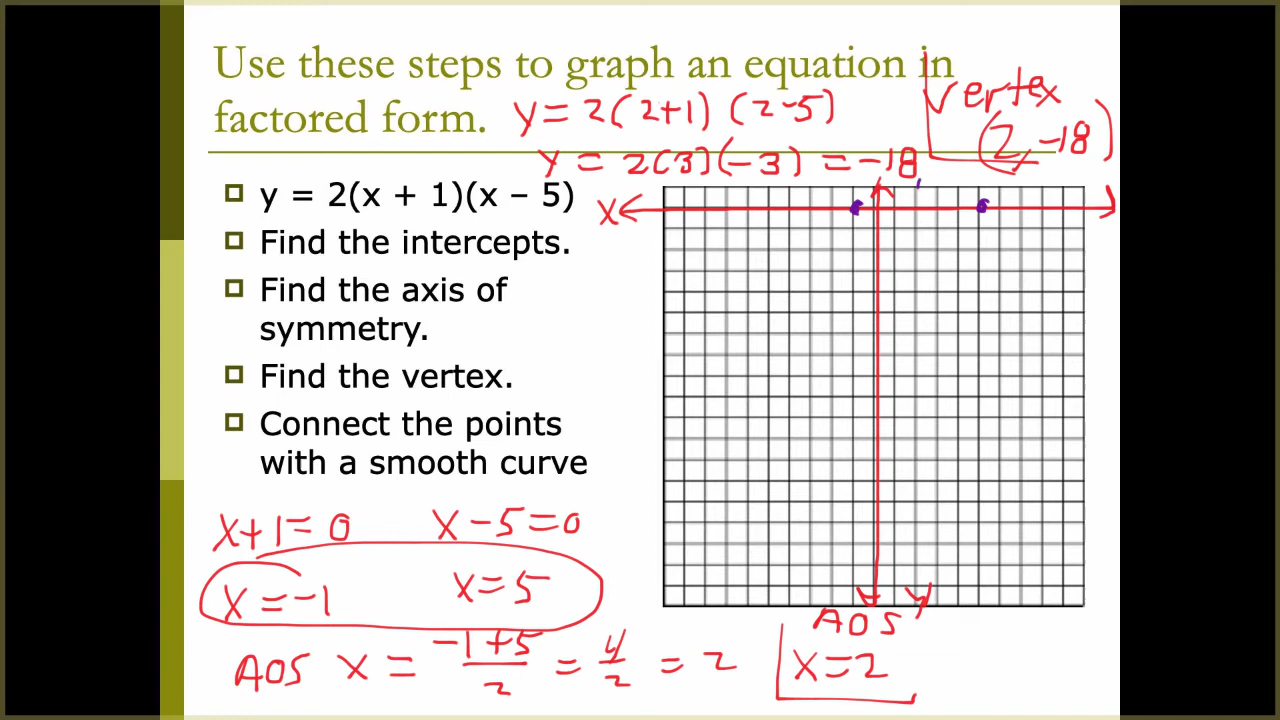 Use these steps to graph an equation in
factored form.
y = 2(2+1) (2-5)
y = 2(3)(-3) = -18
vertex
(2, -18)
y = 2(x + 1)(x – 5)
Find the intercepts.
Find the axis of
symmetry.
Find the vertex.
Connect the points
with a smooth curve
X
y
x+1=0 x-5=0
x=-1 x=5
AOS x = -1+5/2 = 4/2 = 2
AOS
x=2